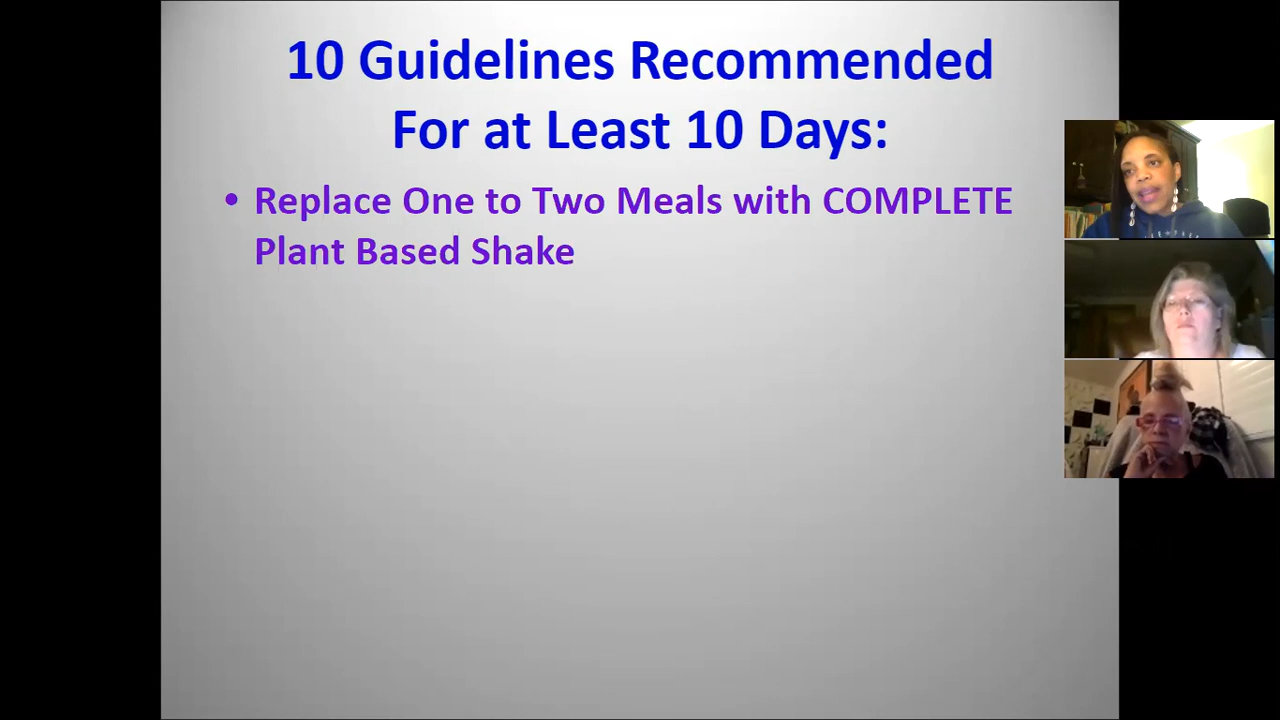 10 Guidelines Recommended
For at Least 10 Days:
• Replace One to Two Meals with COMPLETE
Plant Based Shake